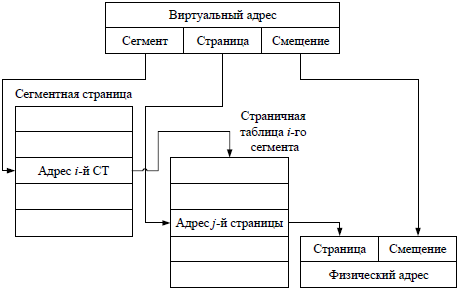 Виртуальный адрес
Сегмент Страница Смещение
Сегментная страница
Страничная
таблица i-го
сегмента
Адрес i-й СТ
Адрес j-й страницы
Страница Смещение
Физический адрес